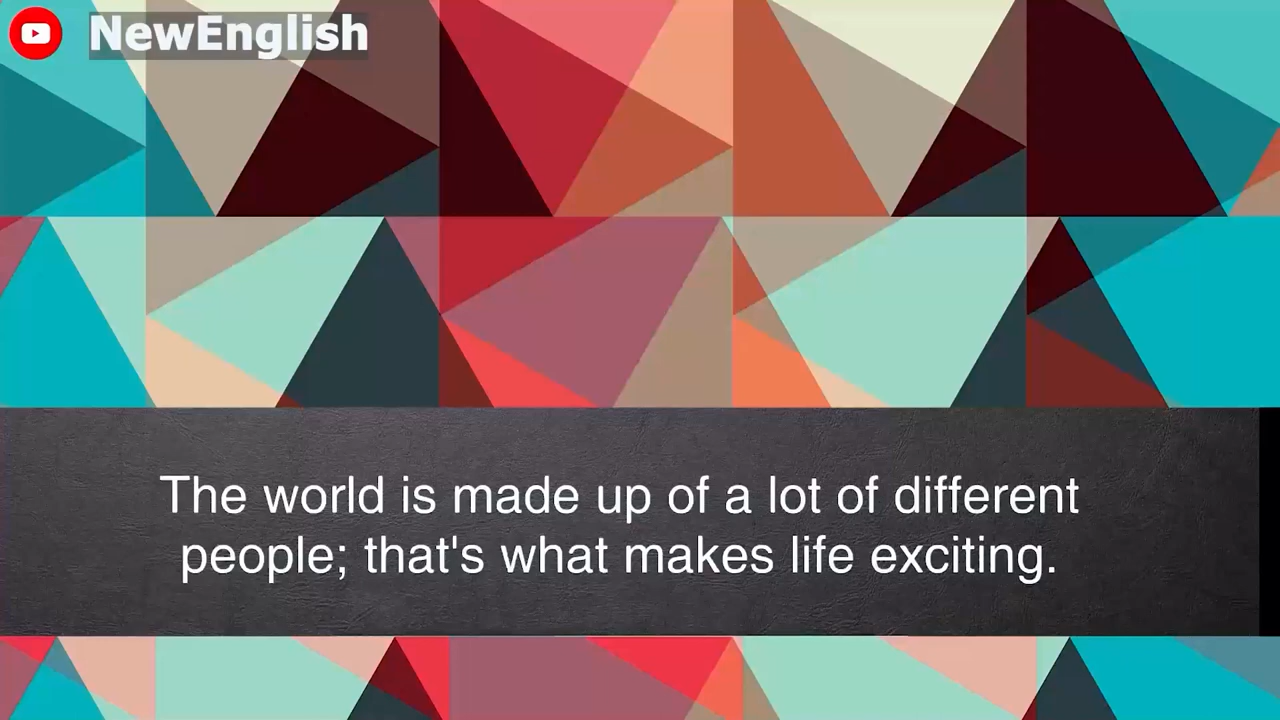 NewEnglish
The world is made up of a lot of different
people; that's what makes life exciting.